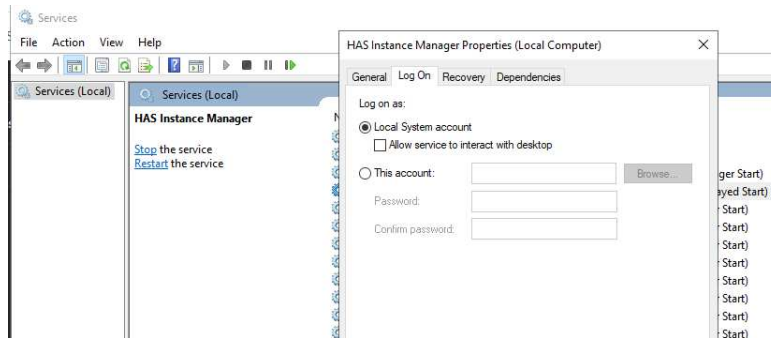 Services
File Action View Help
Services (Local)
Services (Local)
HAS Instance Manager
Stop the service
Restart the service
HAS Instance Manager Properties (Local Computer)
General Log On Recovery Dependencies
Log on as:
Local System account
Allow service to interact with desktop
This account:
Browse...
Password:
Confirm password:
Start)
Start)
Start)
Start)
Start)
Start)
Start)
Start)
Start)
Start)